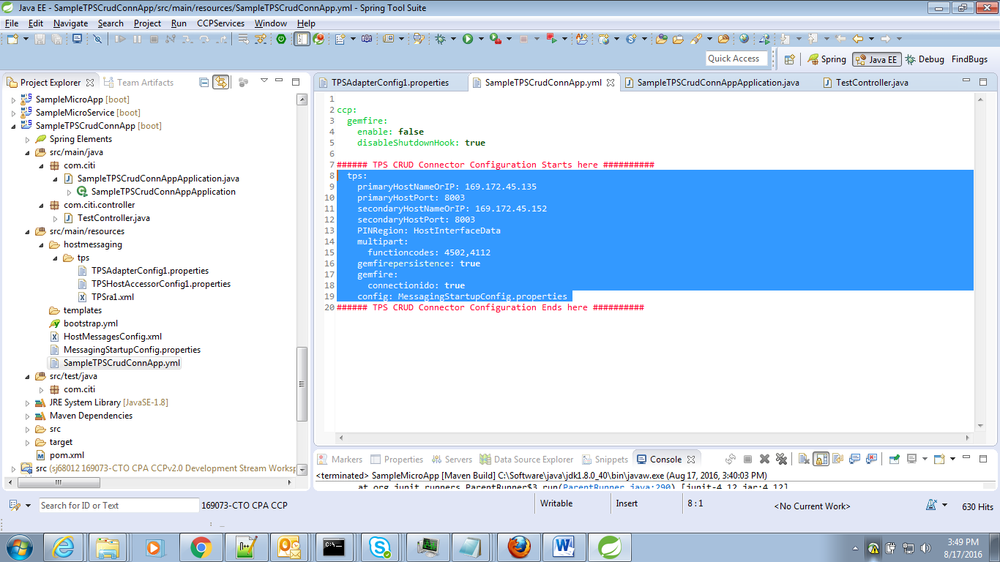 Java EE - SampleTPSCrudConnApp/src/main/resources/SampleTPSCrudConnApp.yml - Spring Tool Suite
File Edit Navigate Search Project Run CCPServices Window Help
Quick Access Spring Java EE Debug FindBugs
Project Explorer Team Artifacts
SampleMicroApp [boot]
SampleMicroService [boot]
SampleTPSCrudConnApp [boot]
Spring Elements
src/main/java
com.citi
SampleTPSCrudConnAppApplication.java
SampleTPSCrudConnAppApplication
com.citi.controller
TestController.java
src/main/resources
hostmessaging
tps
TPSAdapterConfig1.properties
TPSHostAccessorConfig1.properties
TPSra1.xml
templates
bootstrap.yml
HostMessagesConfig.xml
MessagingStartupConfig.properties
SampleTPSCrudConnApp.yml
src/test/java
com.citi
JRE System Library [JavaSE-1.8]
Maven Dependencies
src
target
pom.xml
src (sj68012 169073-CTO CPA CCPv2.0 Development Stream Worksp
TPSAdapterConfig1.properties SampleTPSCrudConnApp.yml SampleTPSCrudConnAppApplication.java TestController.java
1
2 ccp:
3 gemfire:
4 enable: false
5 disableShutdownHook: true
6
7 ###### TPS CRUD Connector Configuration Starts here ##########
8 tps:
9 primaryHostNameOrIP: 169.172.45.135
10 primaryHostPort: 8003
11 secondaryHostNameOrIP: 169.172.45.152
12 secondaryHostPort: 8003
13 PINRegion: HostInterfaceData
14 multipart:
15 functioncodes: 4502,4112
16 gemfirepersistence: true
17 gemfire:
18 connectionido: true
19 config: MessagingStartupConfig.properties
20 ###### TPS CRUD Connector Configuration Ends here ##########
Markers Properties Servers Data Source Explorer Snippets Console
<terminated> SampleMicroApp [Maven Build] C:\Software\java\jdk1.8.0_40\bin\javaw.exe (Aug 17, 2016, 3:40:03 PM)
at org.junit.runners.ParentRunner$3.run(ParentRunner.java:290) [junit-4.12.jar:4.12]
Search for ID or Text 169073-CTO CPA CCP Writable Insert 8 : 1 <No Current Work> 630 Hits
3:49 PM
8/17/2016